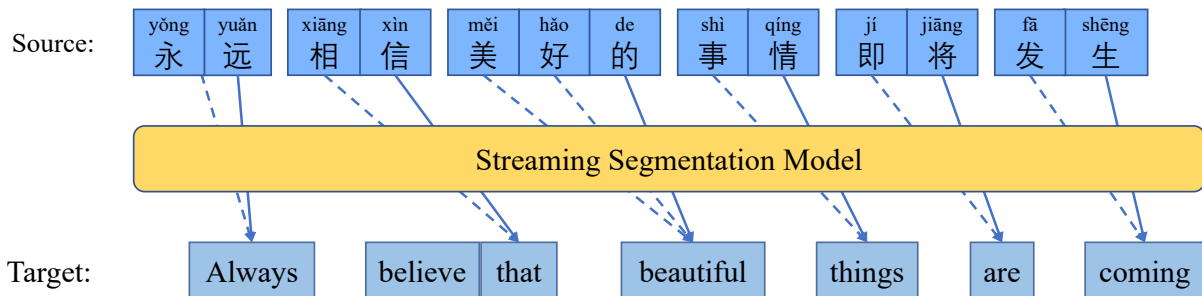 yǒng yuǎn xiāng xìn měi hǎo de shì qíng jí jiāng fā shēng
Source: 永 远 相 信 美 好 的 事 情 即 将 发 生
Streaming Segmentation Model
Target: Always believe that beautiful things are coming